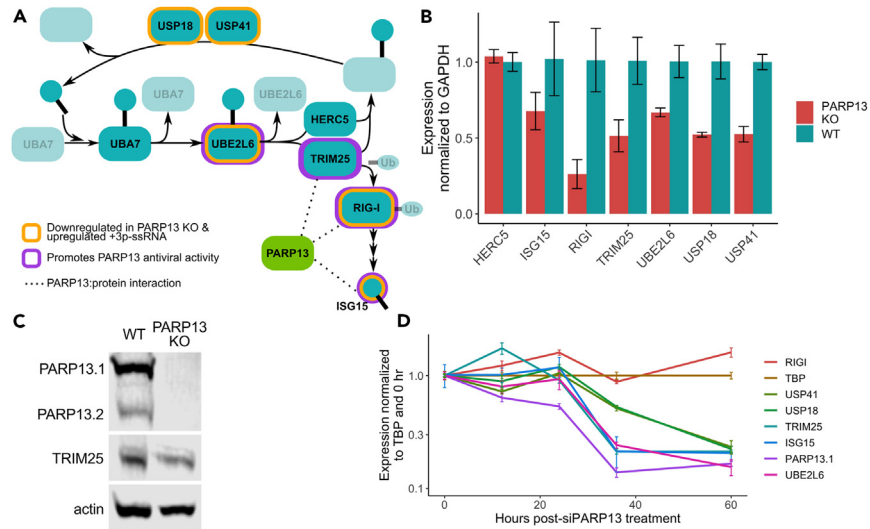 A
USP18 USP41
UBA7
UBE2L6
HERC5
UBA7
UBA7
UBE2L6
TRIM25
Ub
RIG-I
Ub
Downregulated in PARP13 KO &
upregulated +3p-ssRNA
Promotes PARP13 antiviral activity
PARP13:protein interaction
PARP13
ISG15
B
Expression
normalized to GAPDH
1.0
0.5
0.0
HERC5
ISG15
RIGI
TRIM25
UBE2L6
USP18
USP41
PARP13
KO
WT
C
WT PARP13
KO
PARP13.1
PARP13.2
TRIM25
actin
D
Expression normalized
to TBP and 0 hr
1.0
0.3
0.1
0 20 40 60
Hours post-siPARP13 treatment
RIGI
TBP
USP41
USP18
TRIM25
ISG15
PARP13.1
UBE2L6